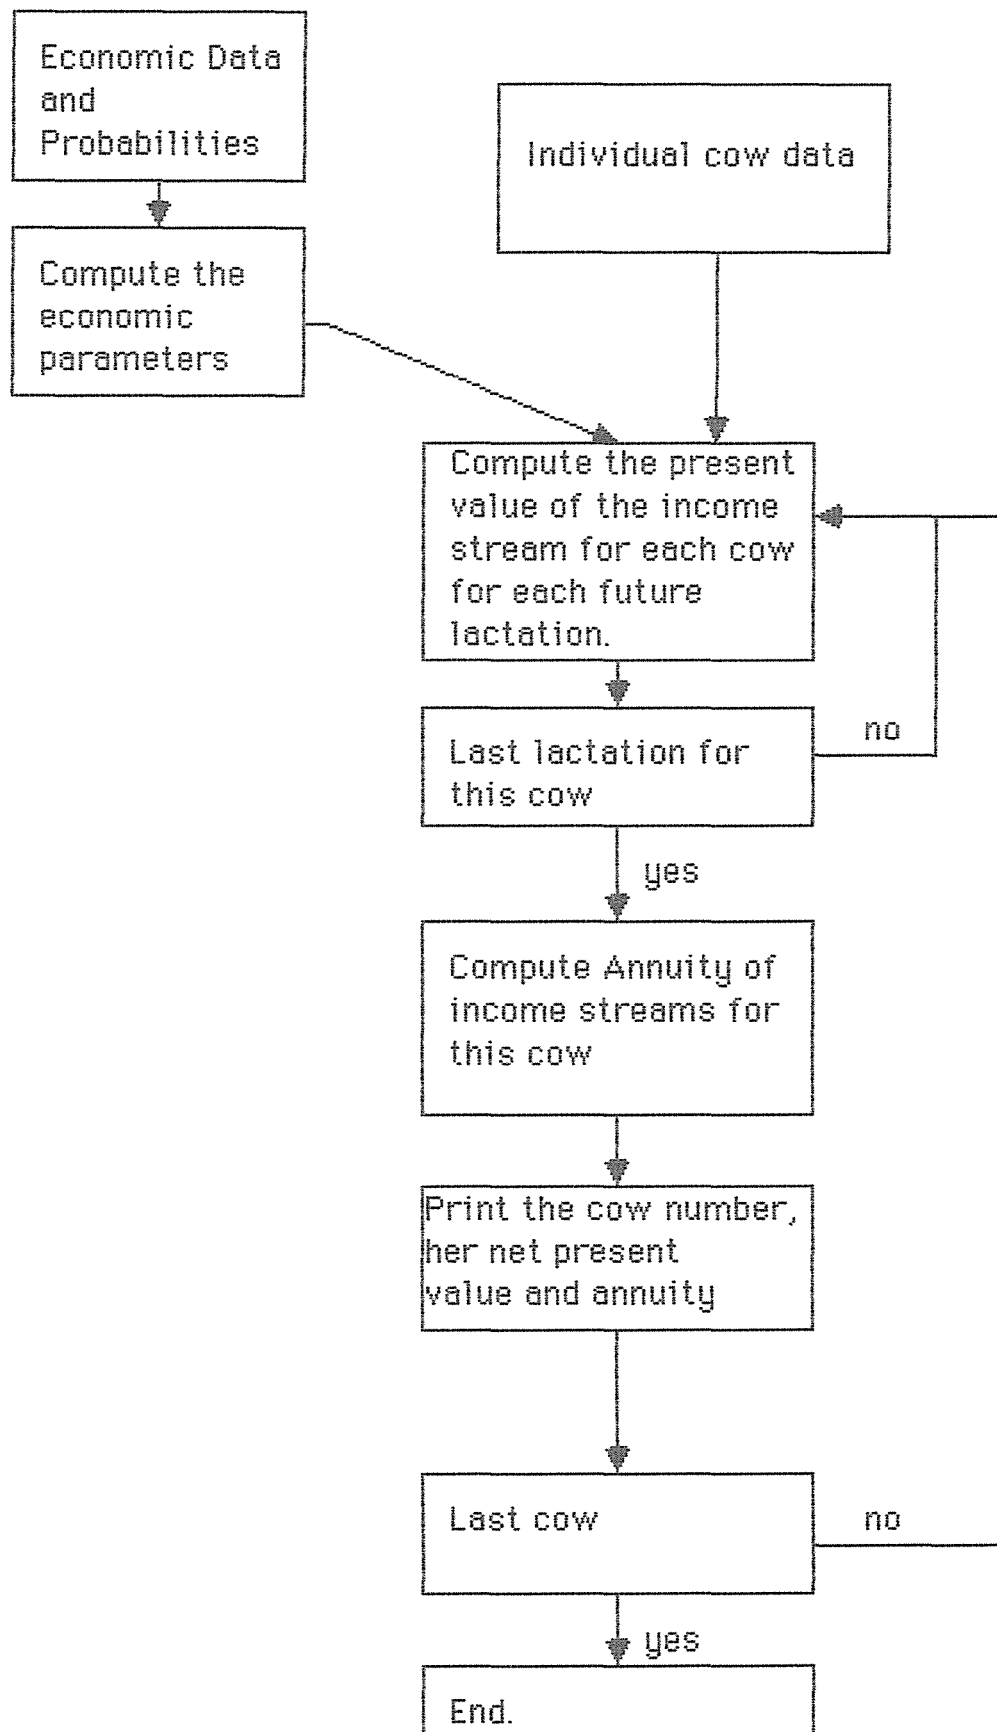 Economic Data
and
Probabilities
Individual cow data
Compute the
economic
parameters
Compute the present
value of the income
stream for each cow
for each future
lactation.
Last lactation for
this cow
no
yes
Compute Annuity of
income streams for
this cow
Print the cow number,
her net present
value and annuity
Last cow
no
yes
End.